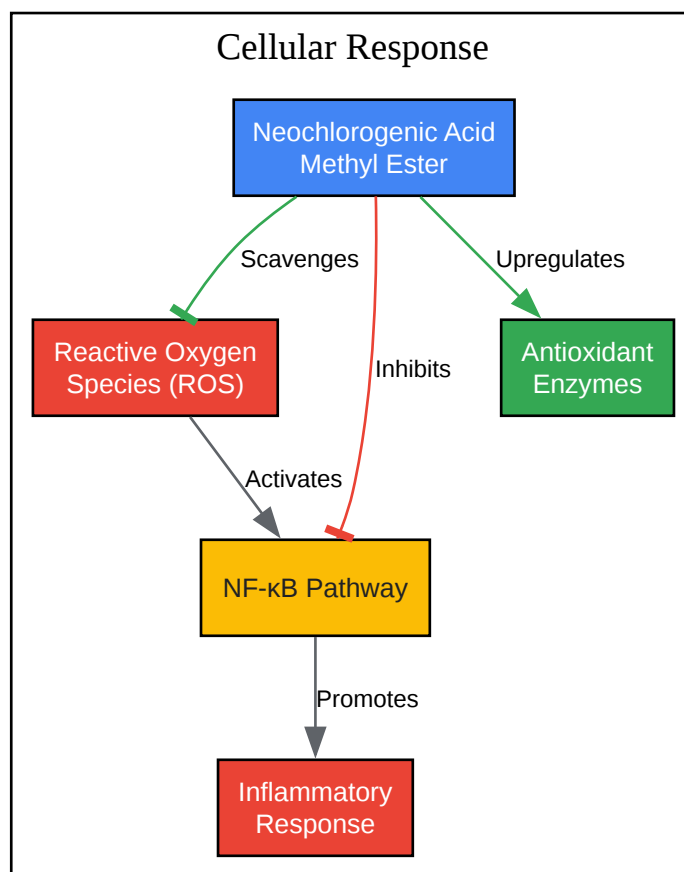 Cellular Response
Neochlorogenic Acid
Methyl Ester
Scavenges
Upregulates
Reactive Oxygen
Species (ROS)
Antioxidant
Enzymes
Inhibits
Activates
NF-κB Pathway
Promotes
Inflammatory
Response